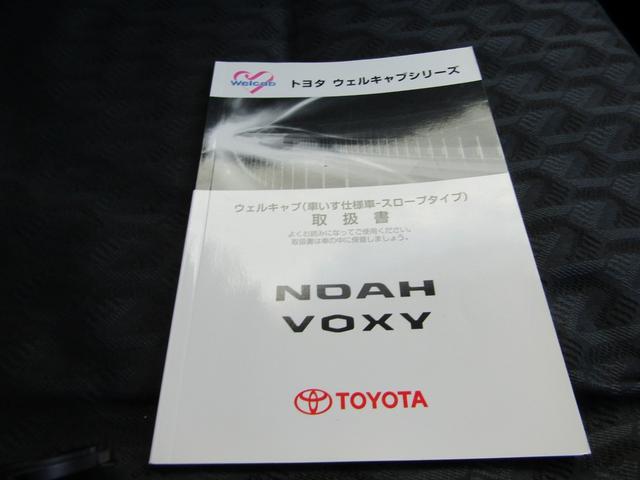 Welcab
トヨタ ウェルキャブシリーズ
ウェルキャブ(車いす仕様車-スロープタイプ)
取扱書
よくお読みになってご使用ください。
取扱書は車の中に保管しましょう。
NOAH
VOXY
TOYOTA